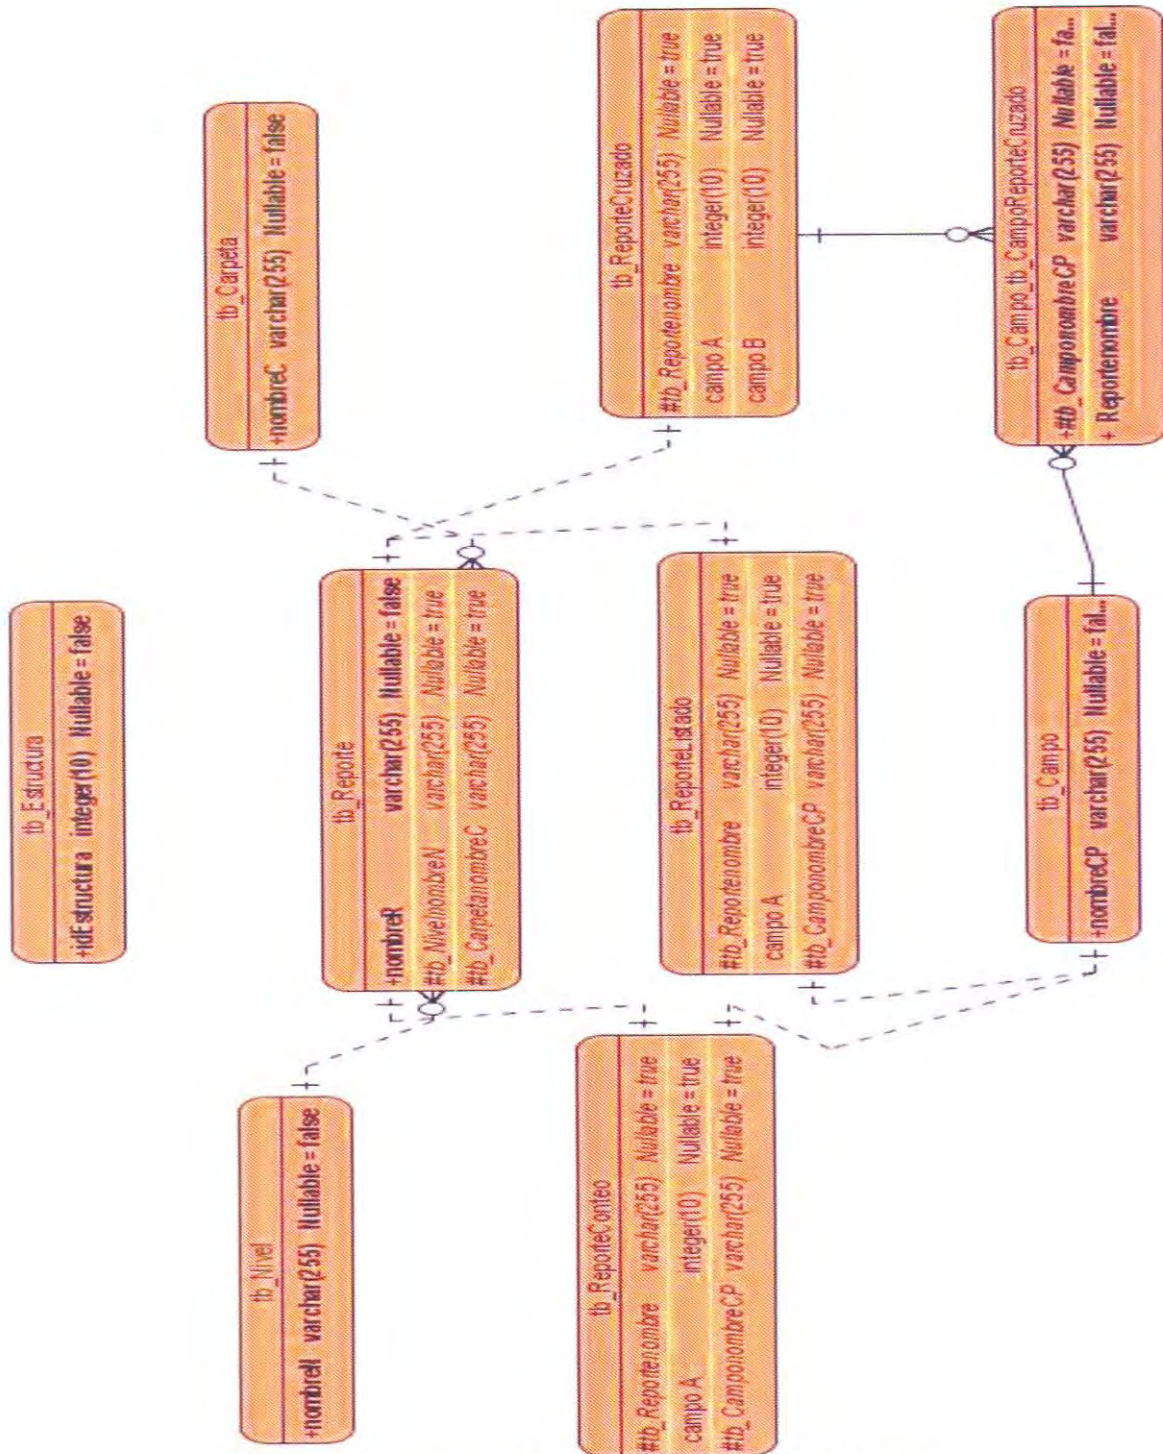 tb_Estructura
+idEstructura integer(10) Nullable = false
tb_Nivel
+nombreN varchar(255) Nullable = false
tb_Reporte
+nombreR varchar(255) Nullable = false
#tb_NivelnombreN varchar(255) Nullable = true
#tb_CarpetanombreC varchar(255) Nullable = true
tb_Carpeta
+nombreC varchar(255) Nullable = false
tb_ReporteConteo
#tb_Reportenombre varchar(255) Nullable = true
campo A integer(10) Nullable = true
#tb_CamponombreCP varchar(255) Nullable = true
tb_ReporteListado
#tb_Reportenombre varchar(255) Nullable = true
campo A integer(10) Nullable = true
#tb_CamponombreCP varchar(255) Nullable = true
tb_ReporteCruzado
#tb_Reportenombre varchar(255) Nullable = true
campo A integer(10) Nullable = true
campo B integer(10) Nullable = true
tb_Campo
+nombreCP varchar(255) Nullable = fal...
tb_Campo_tb_CampoReporteCruzado
+#tb_CamponombreCP varchar(255) Nullable = fa...
+ Reportenombre varchar(255) Nullable = fal...